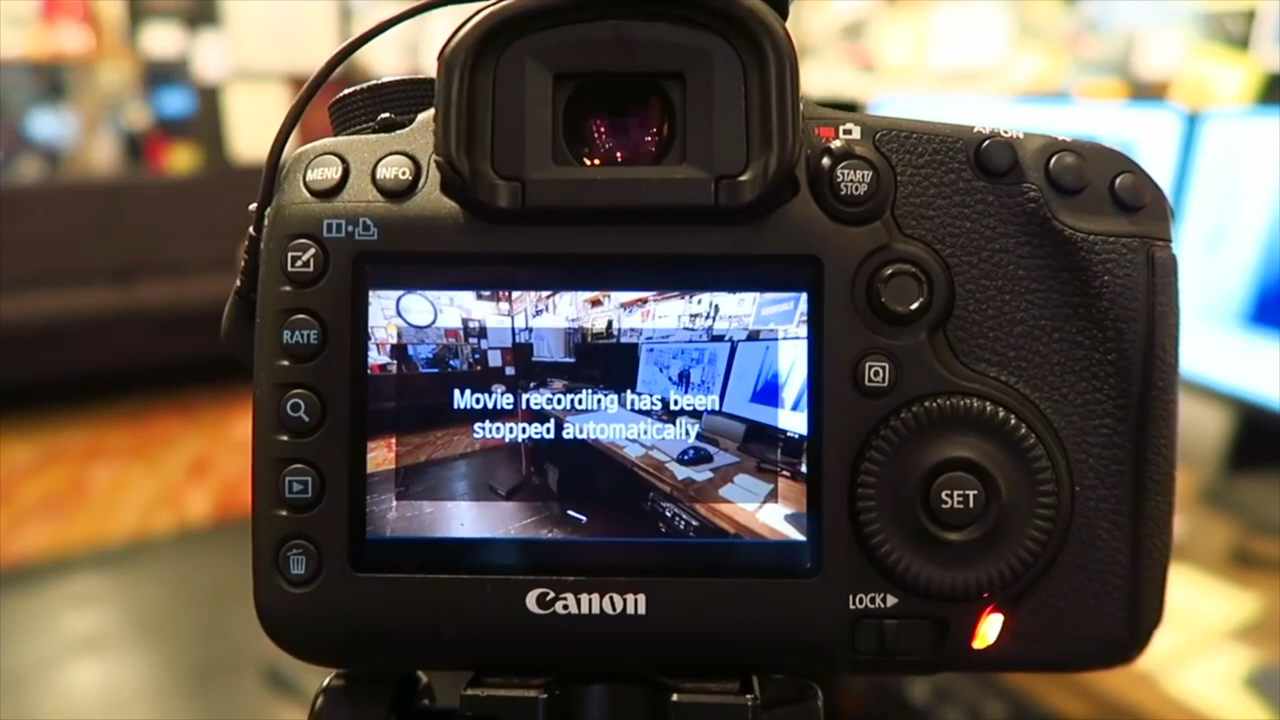 MENU
INFO.
START/
STOP
AF-ON
RATE
Q
Movie recording has been
stopped automatically
SET
Canon
LOCK